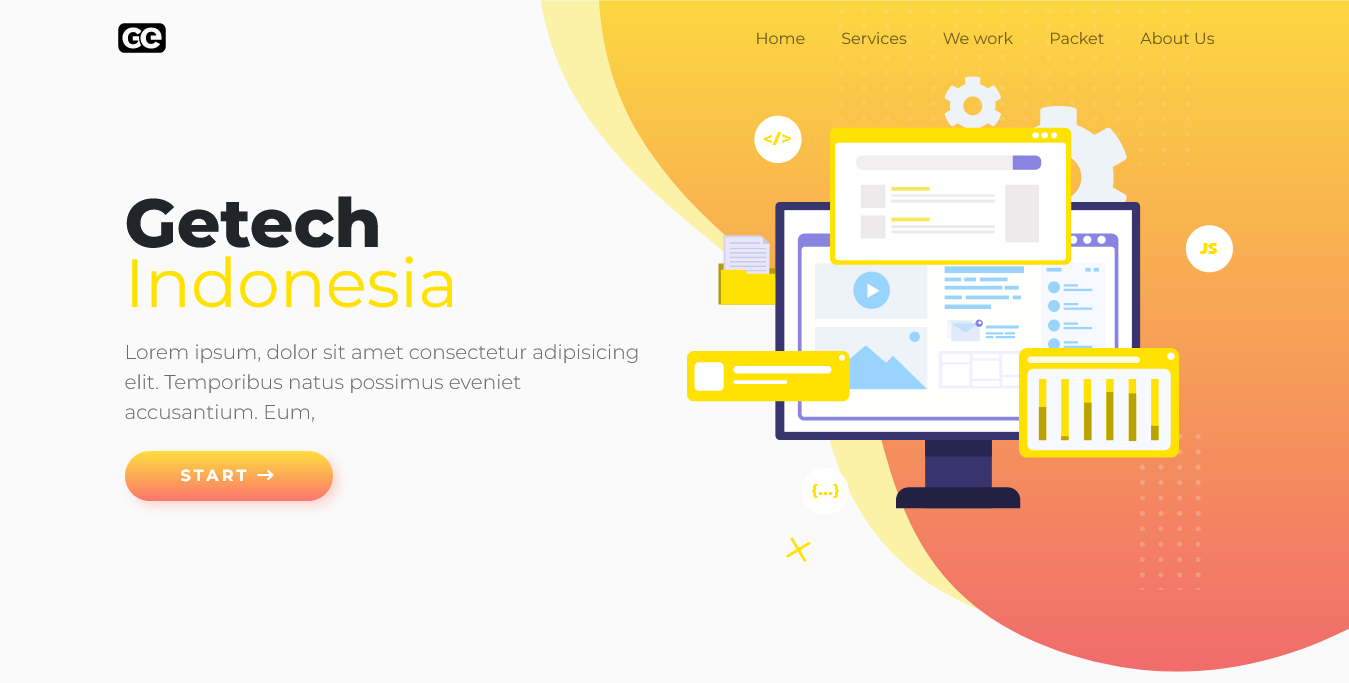 GE
Home Services We work Packet About Us
</>
JS
Getech
Indonesia
Lorem ipsum, dolor sit amet consectetur adipisicing
elit. Temporibus natus possimus eveniet
accusantium. Eum,
START →
{...}